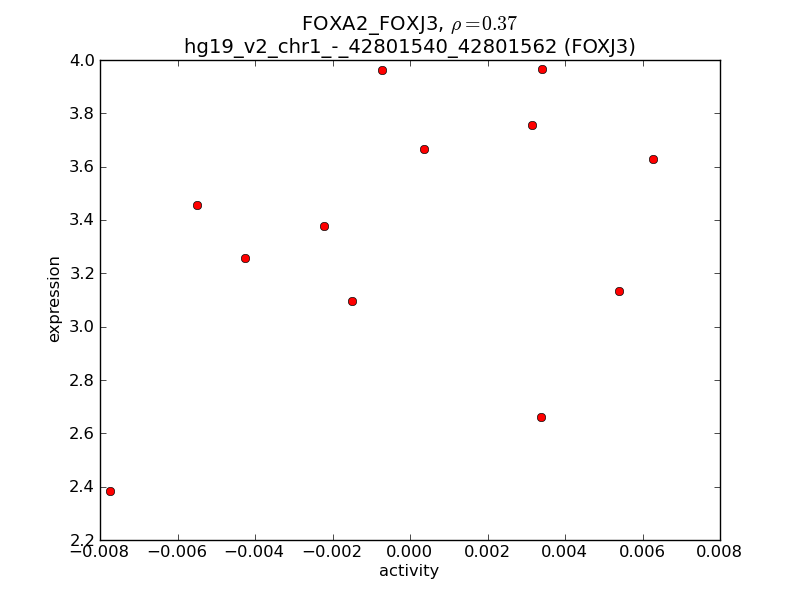 FOXA2_FOXJ3, ρ=0.37
hg19_v2_chr1_-_42801540_42801562 (FOXJ3)
4.0
3.8
3.6
3.4
3.2
3.0
2.8
2.6
2.4
2.2
expression
−0.008 −0.006 −0.004 −0.002 0.000 0.002 0.004 0.006 0.008
activity